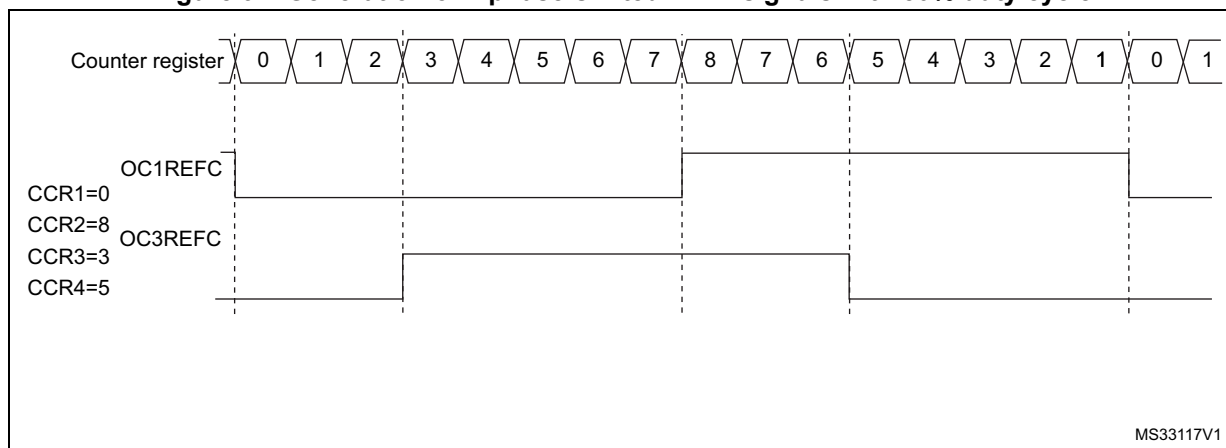 Counter register 0 1 2 3 4 5 6 7 8 7 6 5 4 3 2 1 0 1
OC1REFC
CCR1=0
CCR2=8
OC3REFC
CCR3=3
CCR4=5
MS33117V1